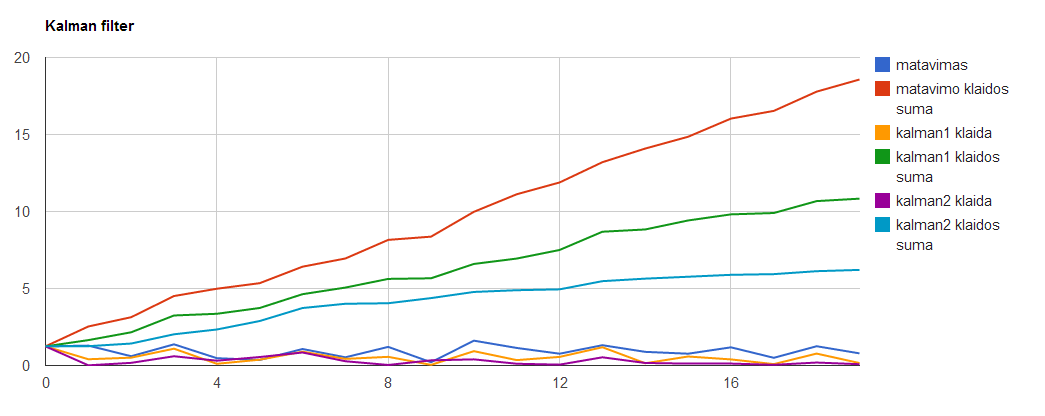 Kalman filter
20
15
10
5
0
0
4
8
12
16
matavimas
matavimo klaidos
suma
kalman1 klaida
kalman1 klaidos
suma
kalman2 klaida
kalman2 klaidos
suma